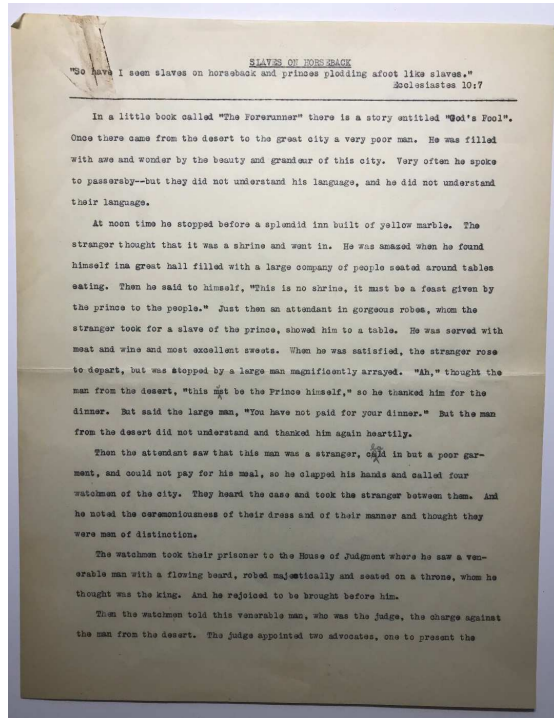 SLAVES ON HORSEBACK
"So have I seen slaves on horseback and princes plodding afoot like slaves."
Ecclesiastes 10:7
In a little book called "The Forerunner" there is a story entitled "God's Fool".
Once there came from the desert to the great city a very poor man. He was filled
with awe and wonder by the beauty and grandeur of this city. Very often he spoke
to passersby--but they did not understand his language, and he did not understand
their language.
At noon time he stopped before a splendid inn built of yellow marble. The
stranger thought that it was a shrine and went in. He was amazed when he found
himself ina great hall filled with a large company of people seated around tables
eating. Then he said to himself, "This is no shrine, it must be a feast given by
the prince to the people." Just then an attendant in gorgeous robes, whom the
stranger took for a slave of the prince, showed him to a table. He was served with
meat and wine and most excellent sweets. When he was satisfied, the stranger rose
to depart, but was stopped by a large man magnificently arrayed. "Ah," thought the
man from the desert, "this must be the Prince himself," so he thanked him for the
dinner. But said the large man, "You have not paid for your dinner." But the man
from the desert did not understand and thanked him again heartily.
Then the attendant saw that this man was a stranger, clad in but a poor gar-
ment, and could not pay for his meal, so he clapped his hands and called four
watchmen of the city. They heard the case and took the stranger between them. And
he noted the ceremoniousness of their dress and of their manner and thought they
were men of distinction.
The watchmen took their prisoner to the House of Judgment where he saw a ven-
erable man with a flowing beard, robed majestically and seated on a throne, whom he
thought was the king. And he rejoiced to be brought before him.
Then the watchmen told this venerable man, who was the judge, the charge against
the man from the desert. The judge appointed two advocates, one to present the